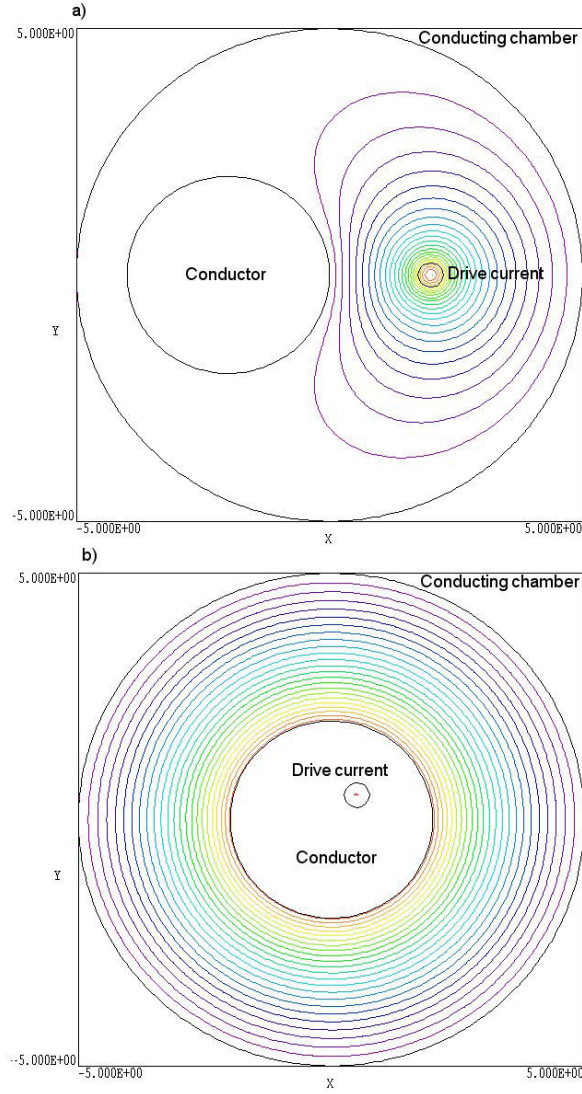 a)
5.000E+00
Conducting chamber
Conductor
Drive current
Y
-5.000E+00
-5.000E+00
5.000E+00
X
b)
5.000E+00
Conducting chamber
Drive current
Conductor
Y
-5.000E+00
-5.000E+00
5.000E+00
X